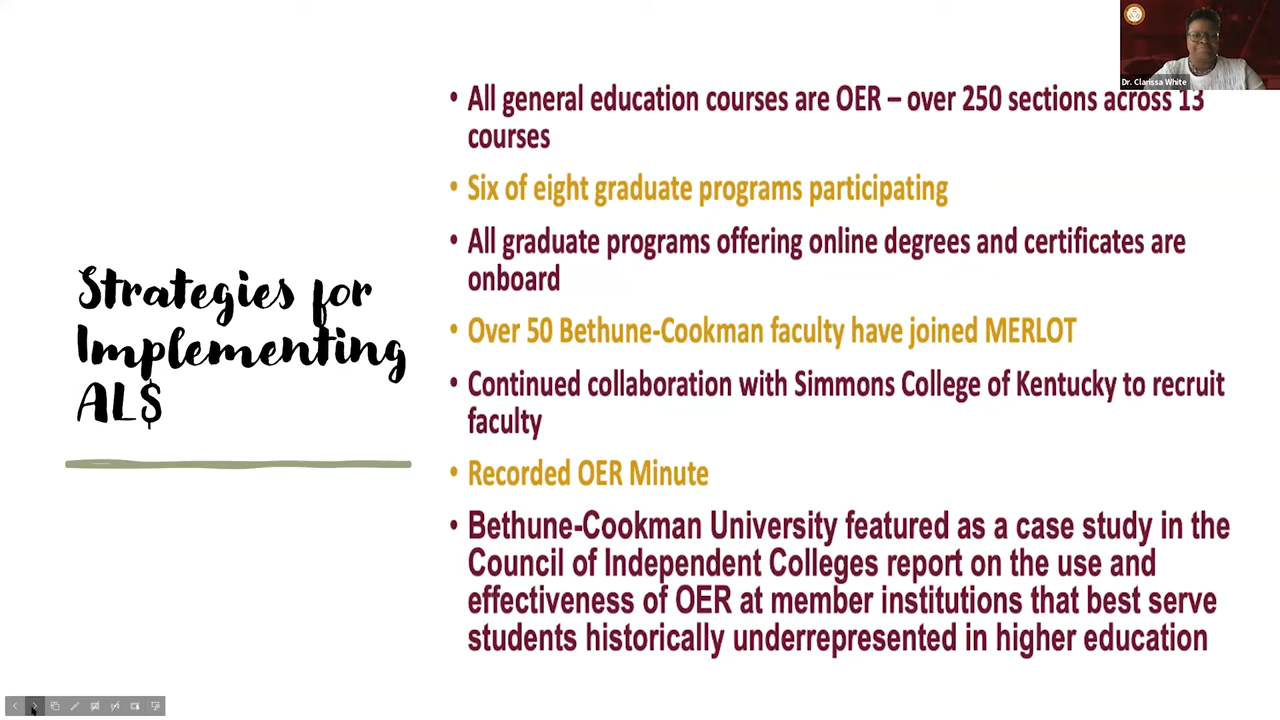 Dr. Clarissa White
Strategies for
Implementing
AL$
• All general education courses are OER – over 250 sections across 13
courses
• Six of eight graduate programs participating
• All graduate programs offering online degrees and certificates are
onboard
• Over 50 Bethune-Cookman faculty have joined MERLOT
• Continued collaboration with Simmons College of Kentucky to recruit
faculty
• Recorded OER Minute
• Bethune-Cookman University featured as a case study in the
Council of Independent Colleges report on the use and
effectiveness of OER at member institutions that best serve
students historically underrepresented in higher education